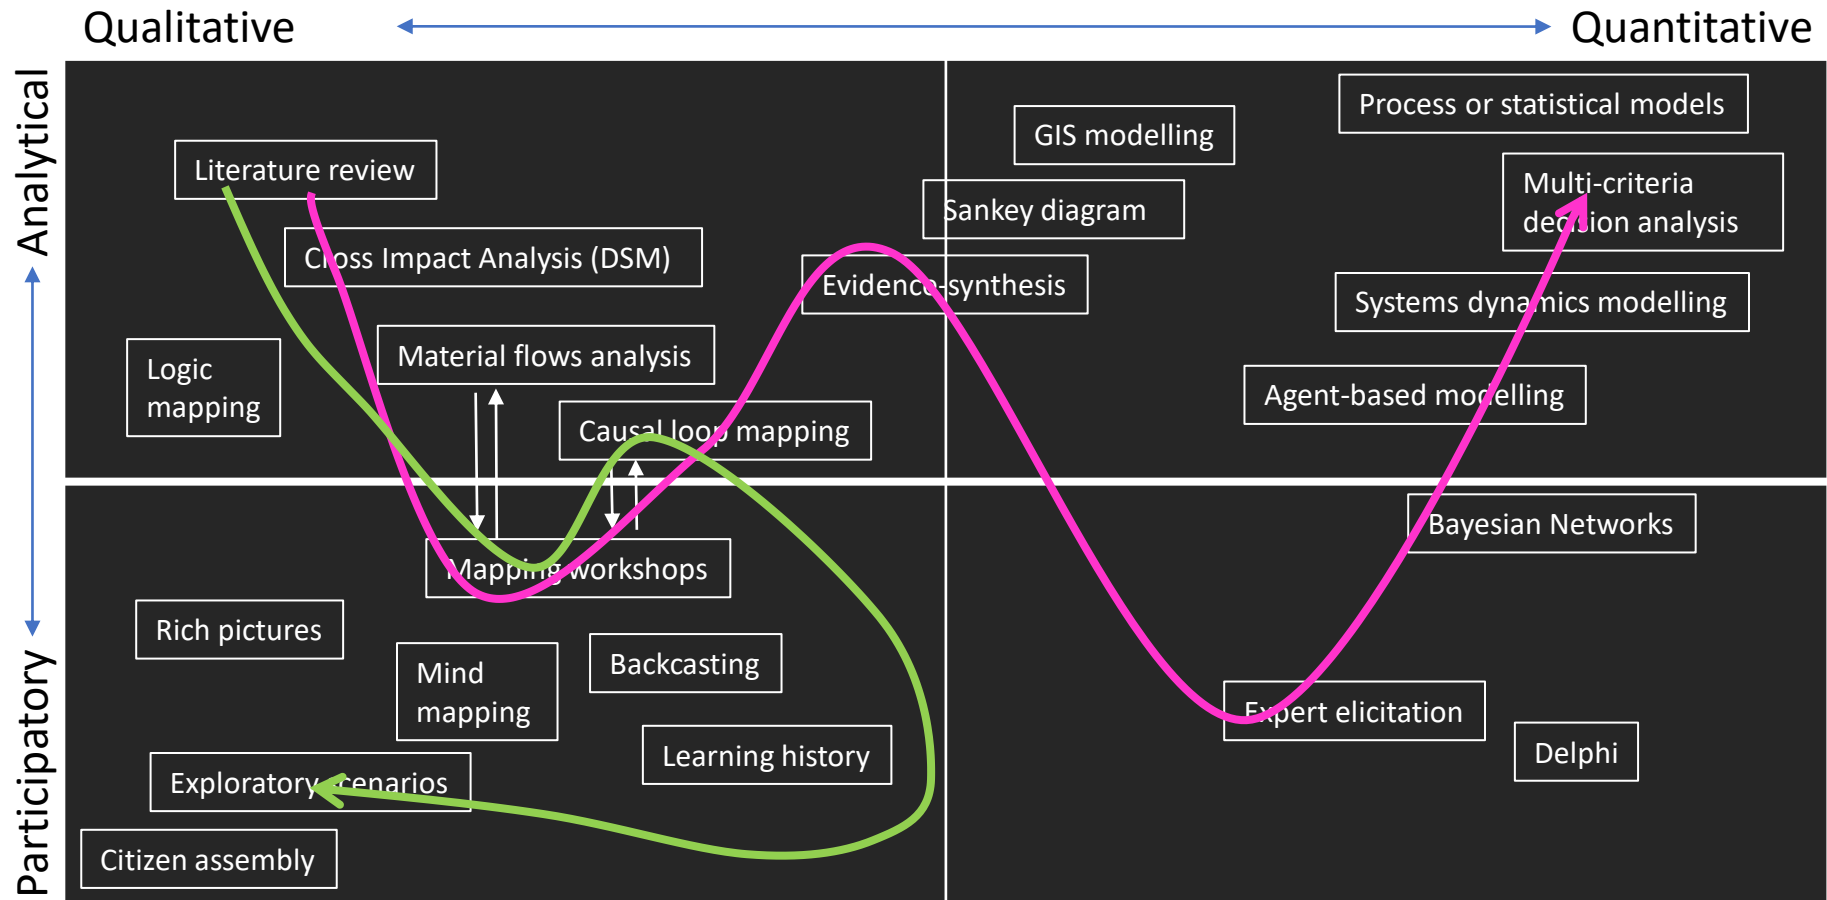 Qualitative
Quantitative
Analytical
Participatory
Process or statistical models
GIS modelling
Literature review
Multi-criteria
decision analysis
Sankey diagram
Cross Impact Analysis (DSM)
Evidence-synthesis
Systems dynamics modelling
Material flows analysis
Logic
mapping
Agent-based modelling
Causal loop mapping
Bayesian Networks
Mapping workshops
Rich pictures
Backcasting
Mind
mapping
Expert elicitation
Learning history
Delphi
Exploratory scenarios
Citizen assembly